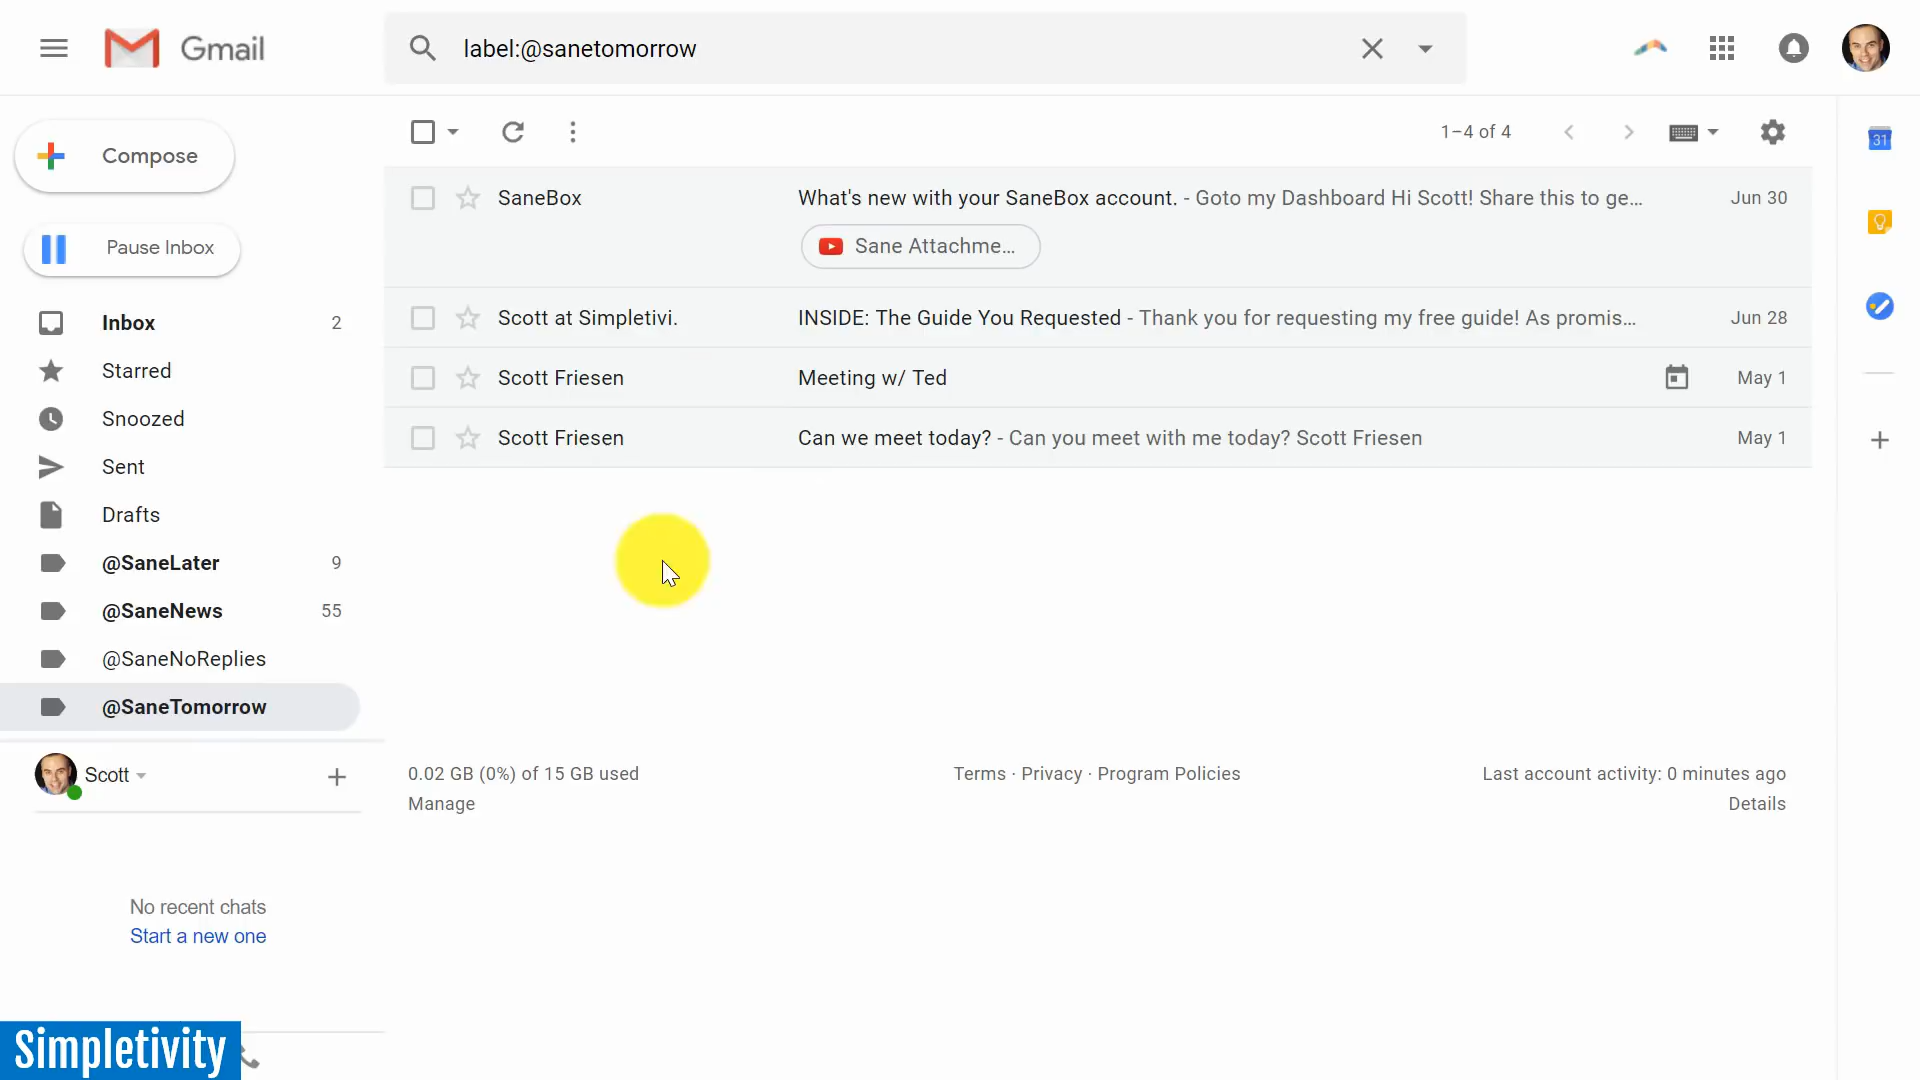 Gmail
label:@sanetomorrow
Compose
Pause Inbox
Inbox 2
Starred
Snoozed
Sent
Drafts
@SaneLater 9
@SaneNews 55
@SaneNoReplies
@SaneTomorrow
Scott
No recent chats
Start a new one
1–4 of 4
SaneBox What's new with your SaneBox account. - Goto my Dashboard Hi Scott! Share this to ge... Jun 30
Sane Attachme...
Scott at Simpletivi. INSIDE: The Guide You Requested - Thank you for requesting my free guide! As promis... Jun 28
Scott Friesen Meeting w/ Ted May 1
Scott Friesen Can we meet today? - Can you meet with me today? Scott Friesen May 1
0.02 GB (0%) of 15 GB used
Manage
Terms · Privacy · Program Policies
Last account activity: 0 minutes ago
Details
31
Simpletivity